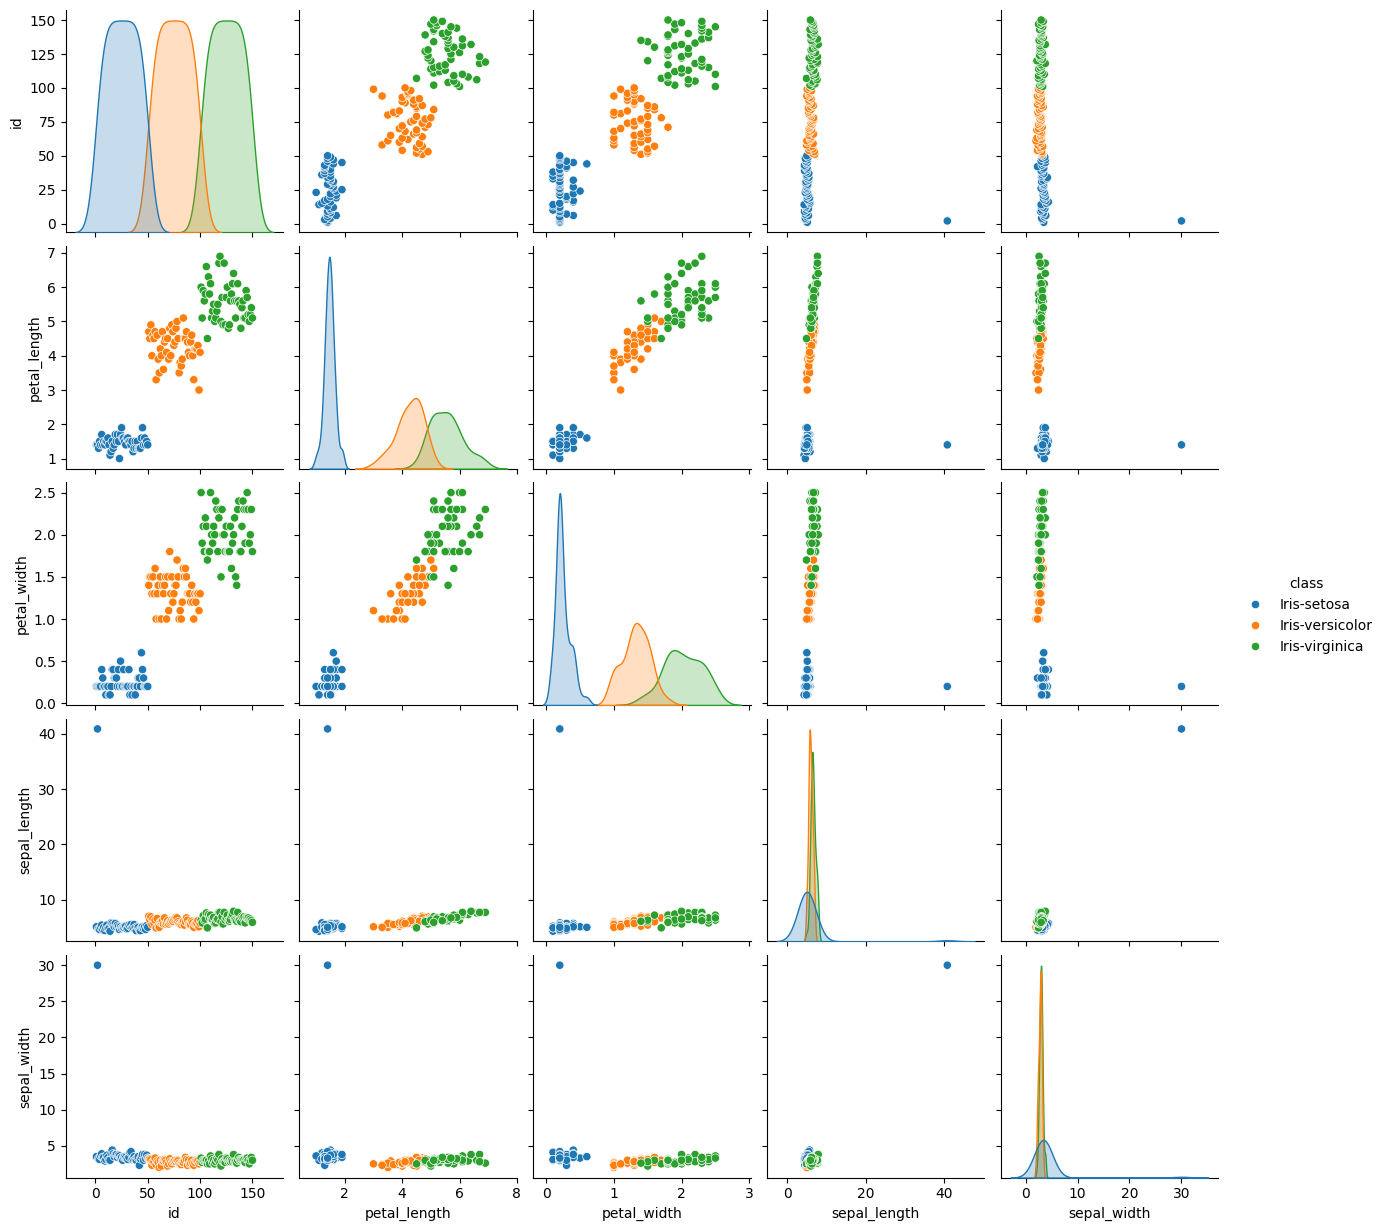 150
125
100
75
50
25
0
id
7
6
5
4
3
2
1
petal_length
2.5
2.0
1.5
1.0
0.5
0.0
petal_width
class
Iris-setosa
Iris-versicolor
Iris-virginica
40
30
20
10
sepal_length
30
25
20
15
10
5
sepal_width
0 50 100 150 2 4 6 8 0 1 2 3 0 20 40 0 10 20 30
id petal_length petal_width sepal_length sepal_width